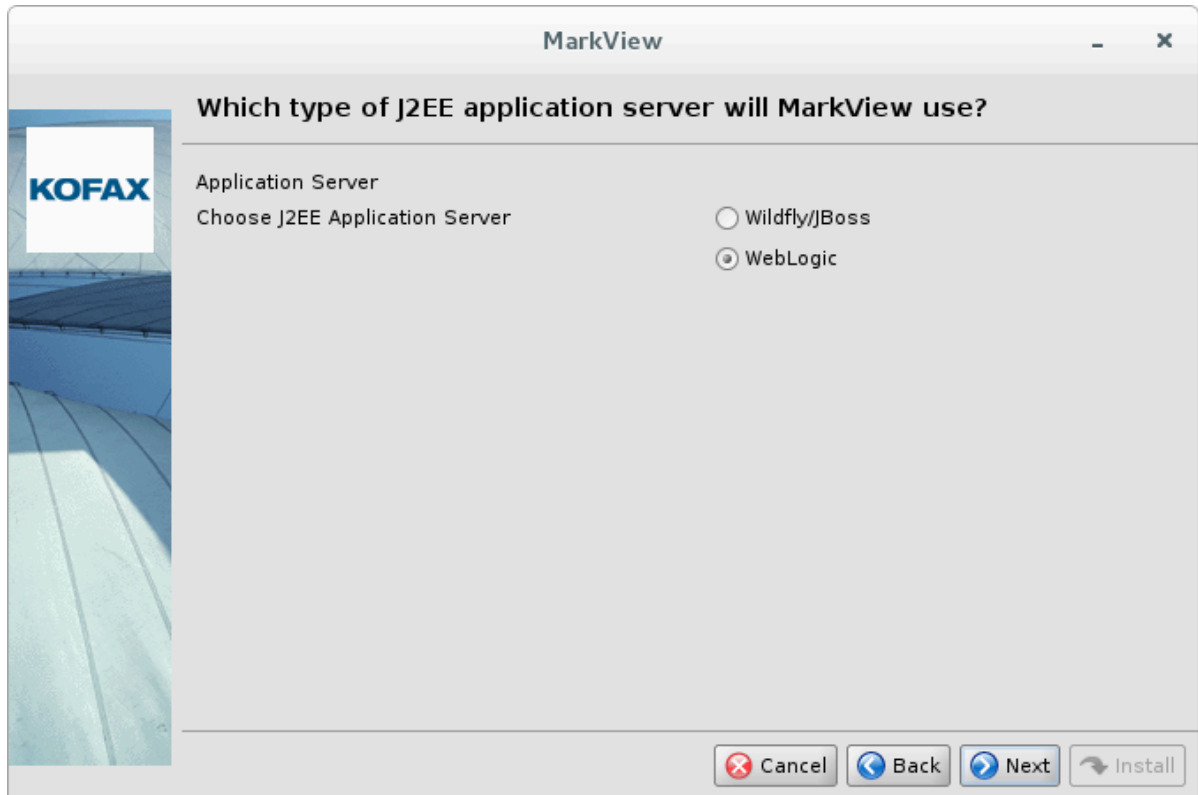 MarkView
Which type of J2EE application server will MarkView use?
KOFAX
Application Server
Choose J2EE Application Server
Wildfly/JBoss
WebLogic
Cancel
Back
Next
Install